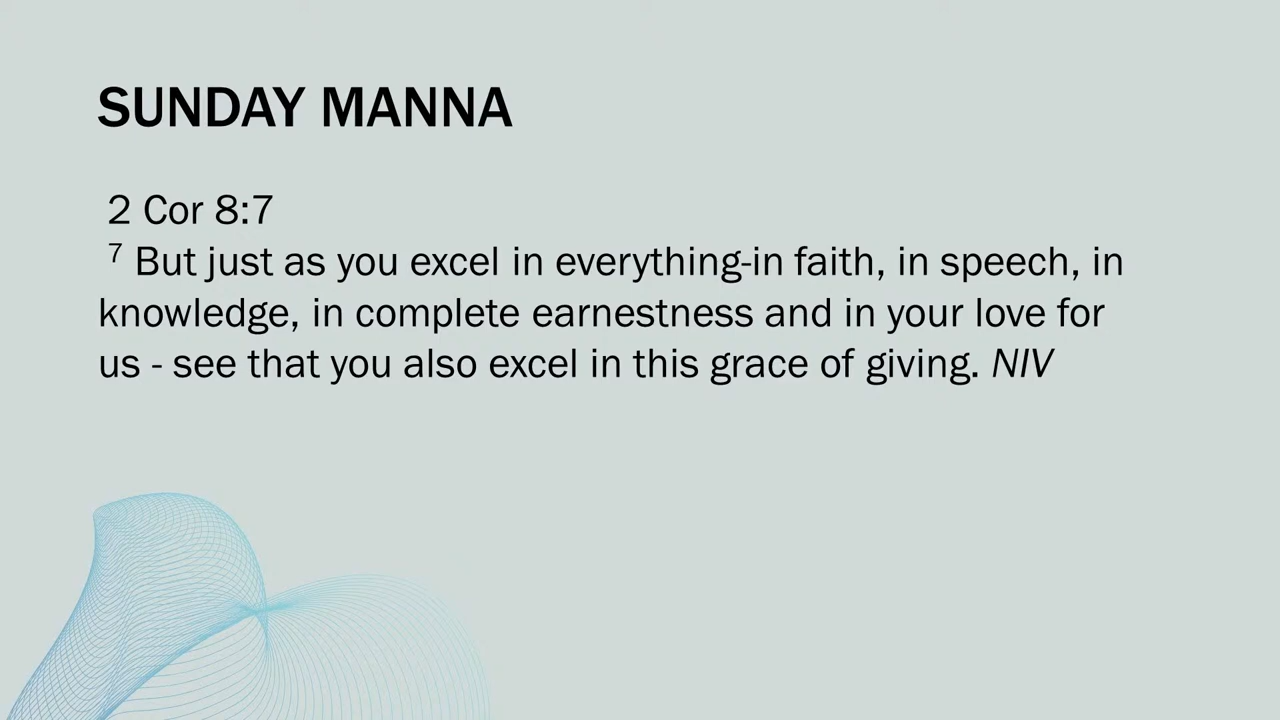 SUNDAY MANNA
2 Cor 8:7
7 But just as you excel in everything-in faith, in speech, in
knowledge, in complete earnestness and in your love for
us - see that you also excel in this grace of giving. NIV